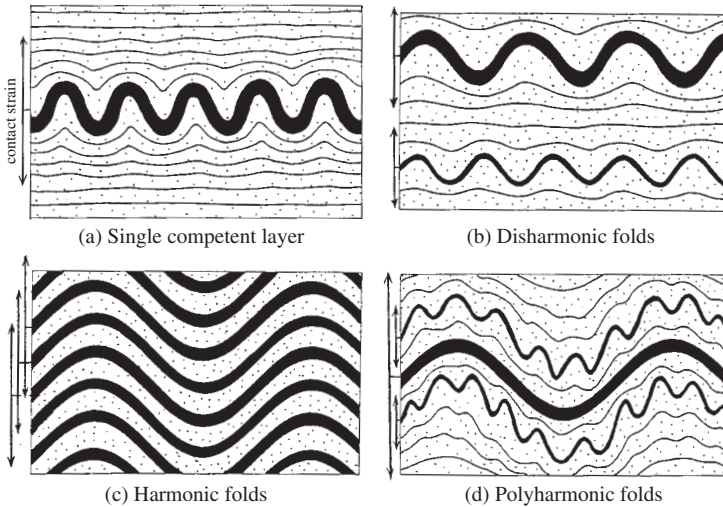 contact strain
(a) Single competent layer
(b) Disharmonic folds
(c) Harmonic folds
(d) Polyharmonic folds